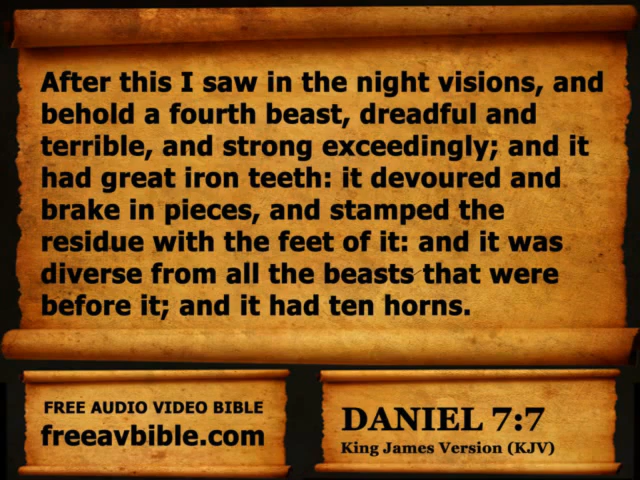 After this I saw in the night visions, and
behold a fourth beast, dreadful and
terrible, and strong exceedingly; and it
had great iron teeth: it devoured and
brake in pieces, and stamped the
residue with the feet of it: and it was
diverse from all the beasts that were
before it; and it had ten horns.
FREE AUDIO VIDEO BIBLE
freeavbible.com
DANIEL 7:7
King James Version (KJV)